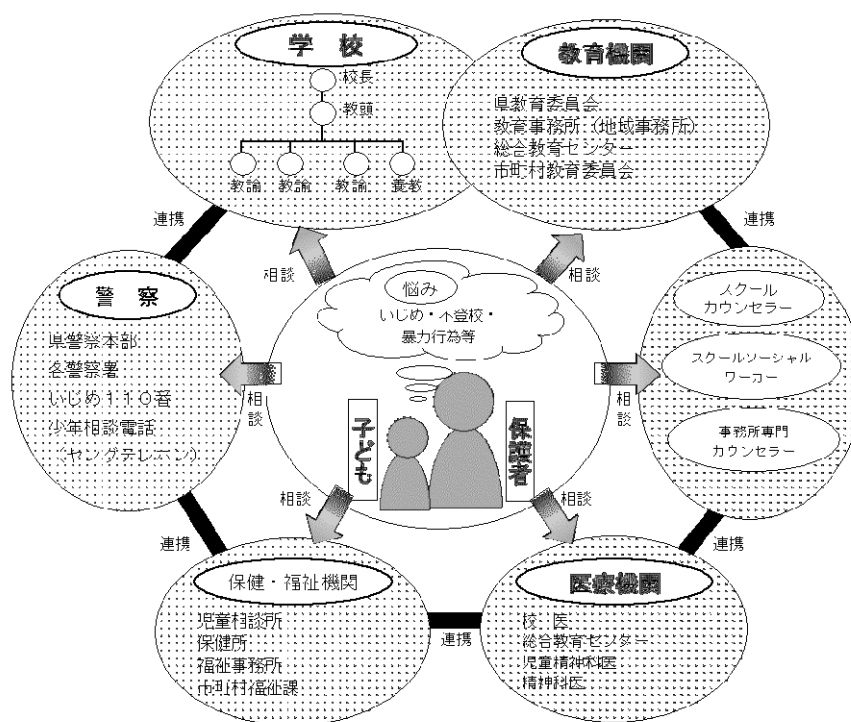 学 校
校長
教頭
教諭
教諭
教諭
養教
教育機関
県教育委員会
教育事務所（地域事務所）
総合教育センター
市町村教育委員会
連携
連携
相談
相談
警 察
県警察本部
各警察署
いじめ１１０番
少年相談電話
（ヤングテレホン）
悩み
いじめ・不登校・
暴力行為等
スクール
カウンセラー
スクールソーシャル
ワーカー
事務所専門
カウンセラー
相談
相談
子ども
保護者
相談
相談
連携
連携
保健・福祉機関
児童相談所
保健所
福祉事務所
市町村福祉課
連携
医療機関
校 医
総合教育センター
児童精神科医
精神科医